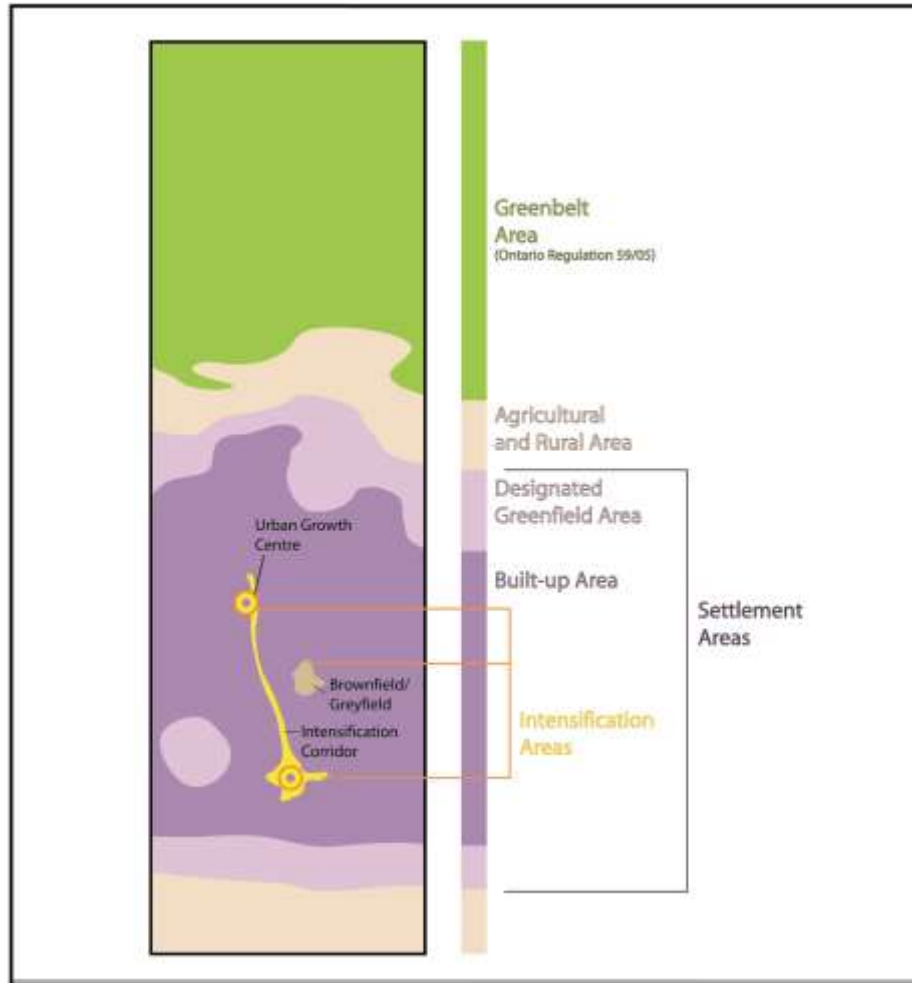 Greenbelt
Area
(Ontario Regulation 59/05)
Agricultural
and Rural Area
Designated
Greenfield Area
Urban Growth
Centre
Built-up Area
Settlement
Areas
Brownfield/
Greyfield
Intensification
Corridor
Intensification
Areas